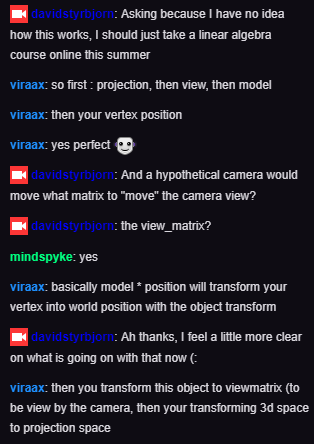 davidstyrbjorn: Asking because I have no idea
how this works, I should just take a linear algebra
course online this summer
viraax: so first : projection, then view, then model
viraax: then your vertex position
viraax: yes perfect
davidstyrbjorn: And a hypothetical camera would
move what matrix to "move" the camera view?
davidstyrbjorn: the view_matrix?
mindspyke: yes
viraax: basically model * position will transform your
vertex into world position with the object transform
davidstyrbjorn: Ah thanks, I feel a little more clear
on what is going on with that now (:
viraax: then you transform this object to viewmatrix (to
be view by the camera, then your transforming 3d space
to projection space